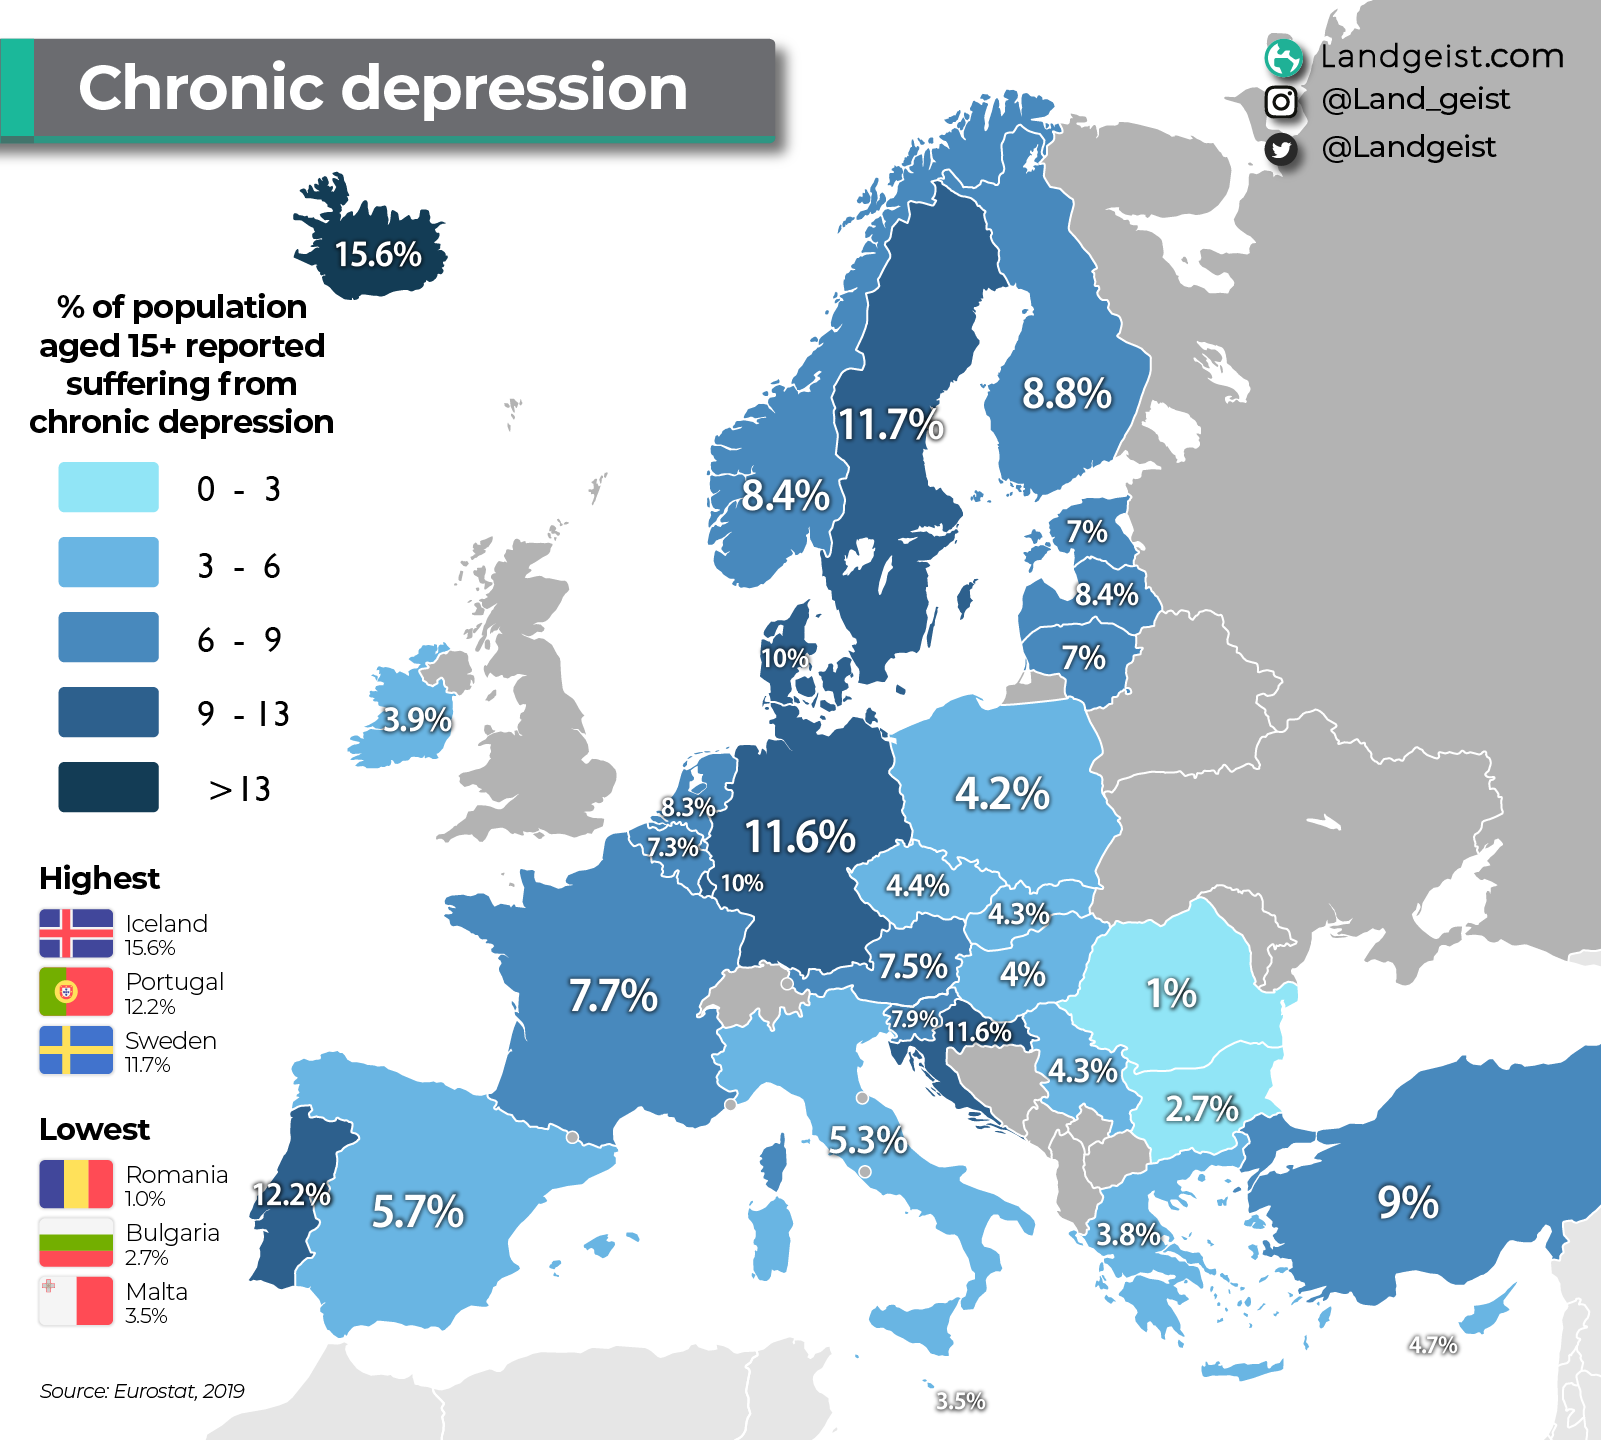 Chronic depression
Landgeist.com
@Land_geist
@Landgeist
% of population
aged 15+ reported
suffering from
chronic depression
0 - 3
3 - 6
6 - 9
9 - 13
>13
Highest
Iceland
15.6%
Portugal
12.2%
Sweden
11.7%
Lowest
Romania
1.0%
Bulgaria
2.7%
Malta
3.5%
Source: Eurostat, 2019
15.6%
8.8%
11.7%
8.4%
7%
8.4%
7%
10%
3.9%
4.2%
8.3%
11.6%
7.3%
10%
4.4%
4.3%
7.5%
4%
7.7%
1%
7.9%
11.6%
4.3%
2.7%
5.3%
12.2%
5.7%
9%
3.8%
4.7%
3.5%